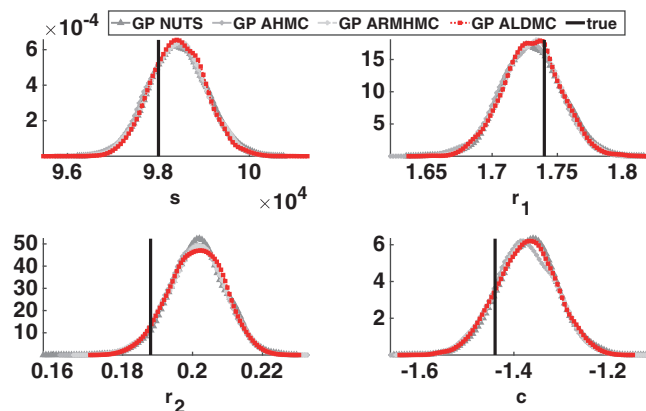 GP NUTS GP AHMC GP ARMHMC GP ALDMC true
×10⁻⁴
6
4
2
9.6 9.8 10
s
×10⁴
15
10
5
1.65 1.7 1.75 1.8
r₁
50
40
30
20
10
0.16 0.18 0.2 0.22
r₂
6
4
2
-1.6 -1.4 -1.2
c